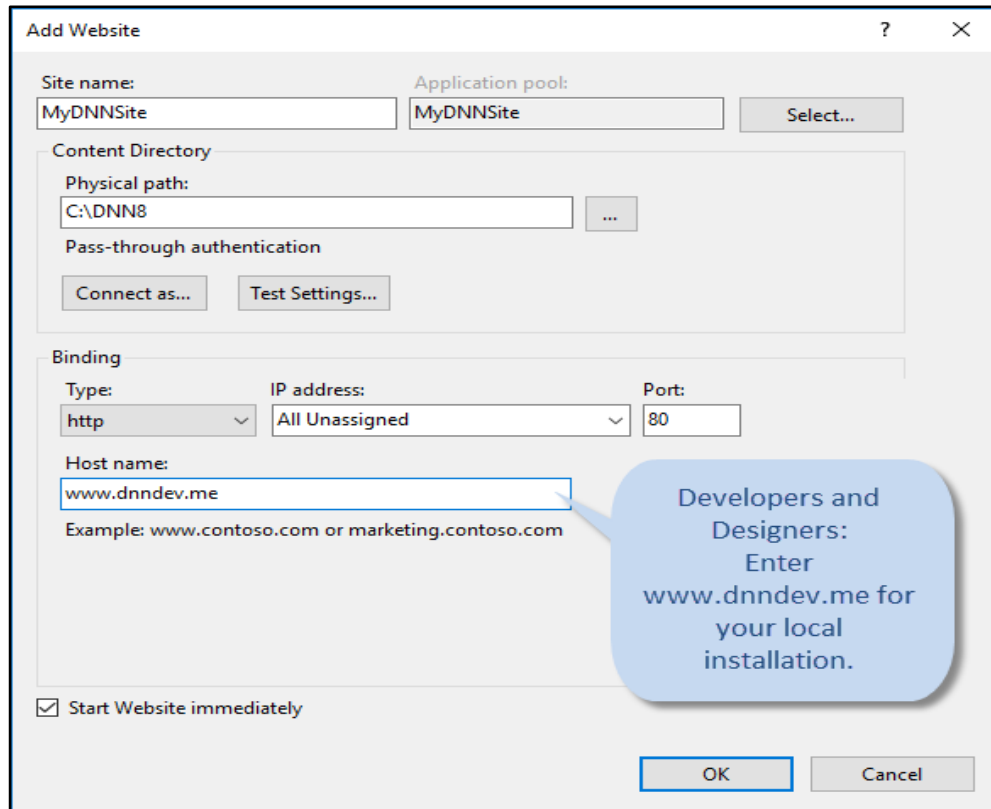 Add Website
?
Site name:
Application pool:
MyDNNSite
MyDNNSite
Select...
Content Directory
Physical path:
C:\DNN8
...
Pass-through authentication
Connect as...
Test Settings...
Binding
Type:
IP address:
Port:
http
All Unassigned
80
Host name:
www.dnndev.me
Example: www.contoso.com or marketing.contoso.com
Developers and
Designers:
Enter
www.dnndev.me for
your local
installation.
Start Website immediately
OK
Cancel